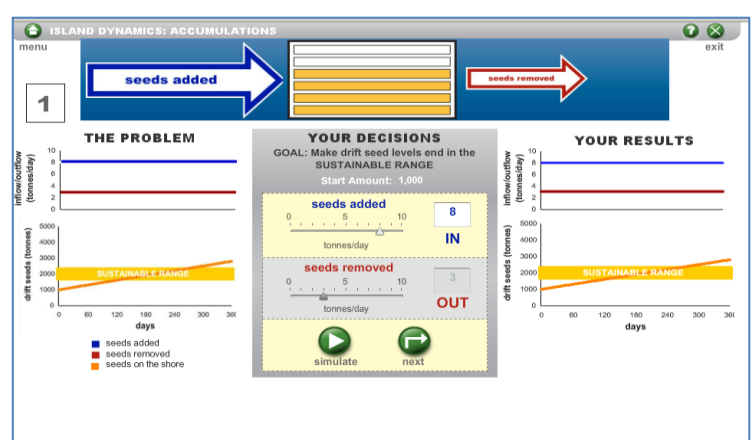 ISLAND DYNAMICS: ACCUMULATIONS
menu
exit
seeds added
seeds removed
1
THE PROBLEM
inflow/outflow
(tonnes/day)
10
8
6
4
2
0
drift seeds (tonnes)
5000
4000
3000
2000
1000
0
SUSTAINABLE RANGE
0 60 120 180 240 300 360
days
seeds added
seeds removed
seeds on the shore
YOUR DECISIONS
GOAL: Make drift seed levels end in the
SUSTAINABLE RANGE
Start Amount: 1,000
seeds added
0 5 10
tonnes/day
8
IN
seeds removed
0 5 10
tonnes/day
3
OUT
simulate
next
YOUR RESULTS
inflow/outflow
(tonnes/day)
10
8
6
4
2
0
drift seeds (tonnes)
5000
4000
3000
2000
1000
0
SUSTAINABLE RANGE
0 60 120 180 240 300 360
days